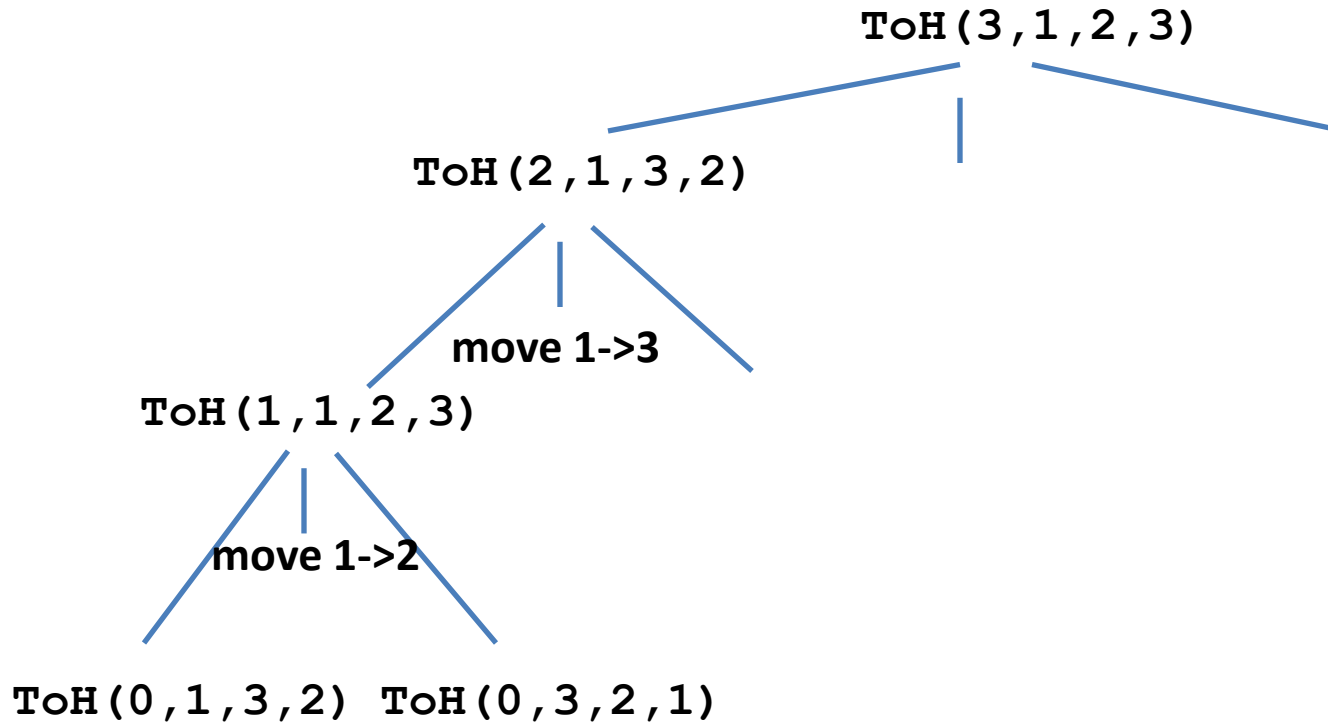 ToH(3,1,2,3)
ToH(2,1,3,2)
move 1->3
ToH(1,1,2,3)
move 1->2
ToH(0,1,3,2) ToH(0,3,2,1)